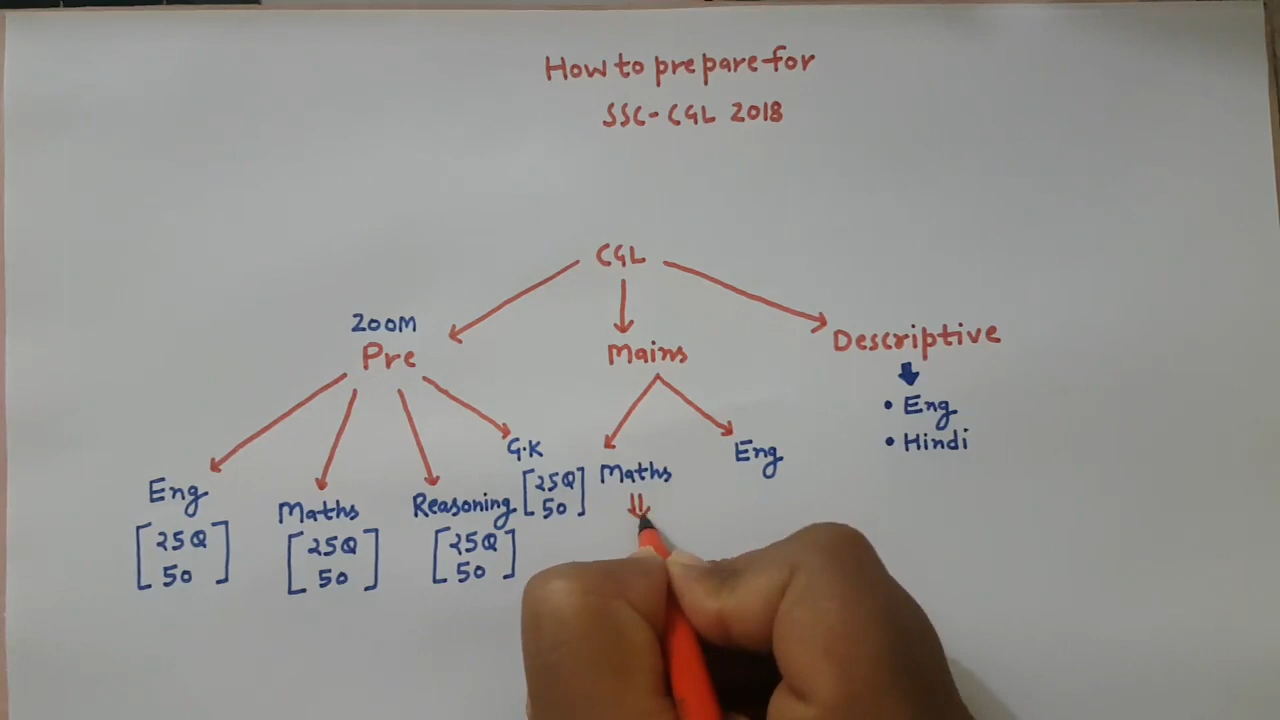 How to prepare for
SSC-CGL 2018
CGL
200M
Pre
Mains
Descriptive
• Eng
• Hindi
Eng
[25Q
50]
Maths
[25Q
50]
Reasoning
[25Q
50]
G.K
[25Q
50]
Maths
Eng